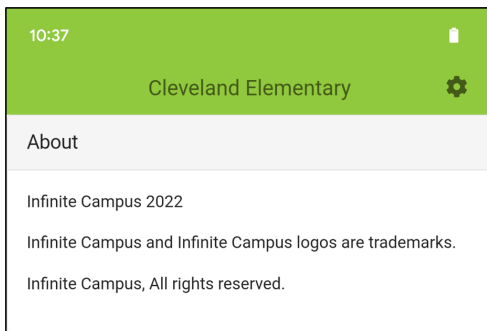 10:37
Cleveland Elementary
About
Infinite Campus 2022
Infinite Campus and Infinite Campus logos are trademarks.
Infinite Campus, All rights reserved.